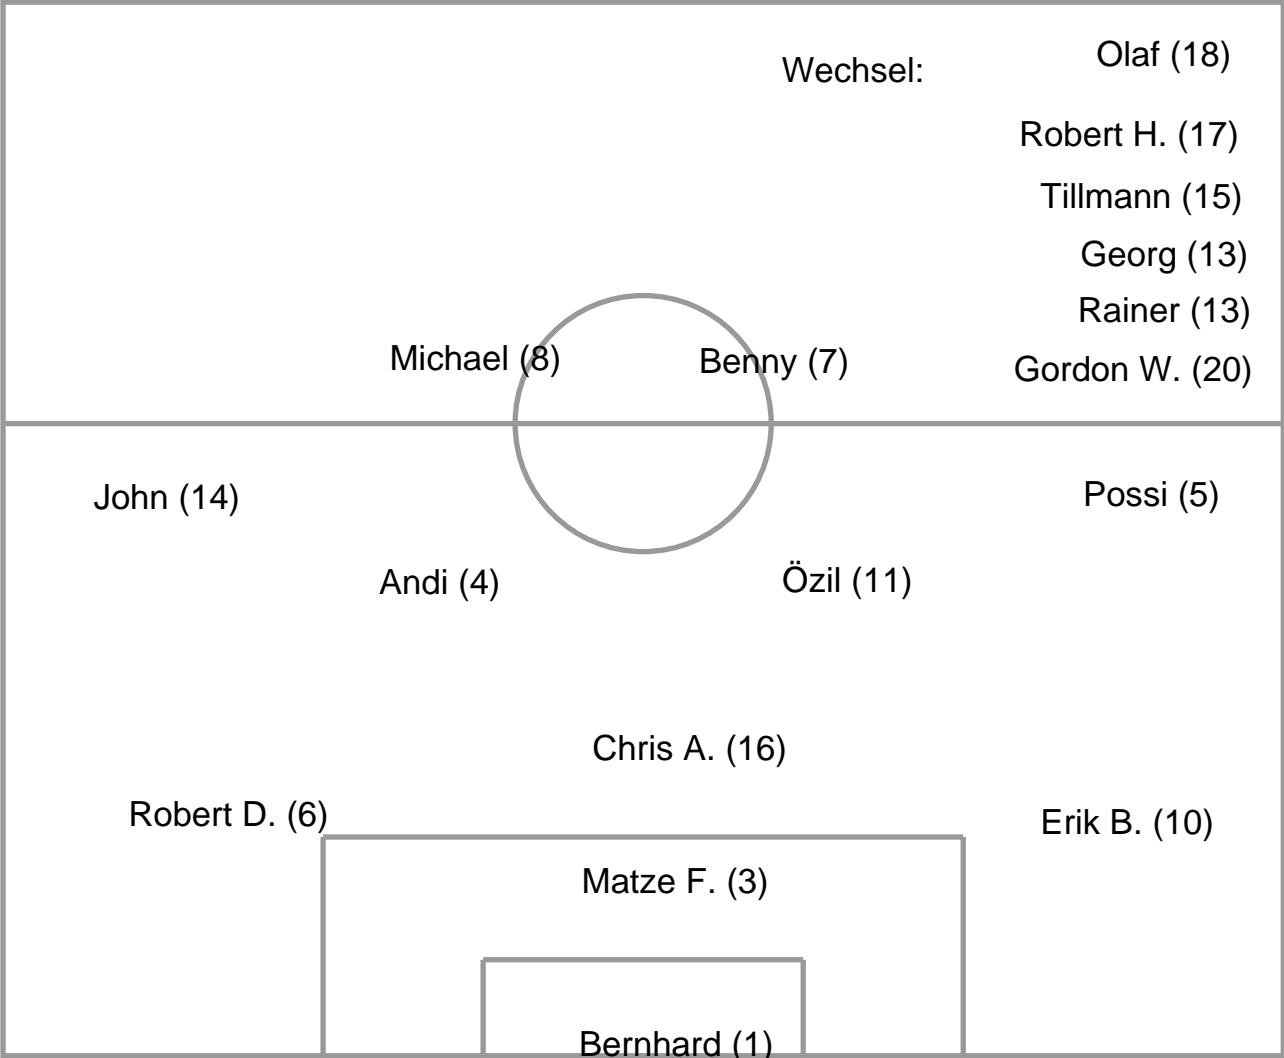 Olaf (18)
Wechsel:
Robert H. (17)
Tillmann (15)
Georg (13)
Rainer (13)
Michael (8)
Benny (7)
Gordon W. (20)
John (14)
Possi (5)
Andi (4)
Özil (11)
Chris A. (16)
Robert D. (6)
Erik B. (10)
Matze F. (3)
Bernhard (1)